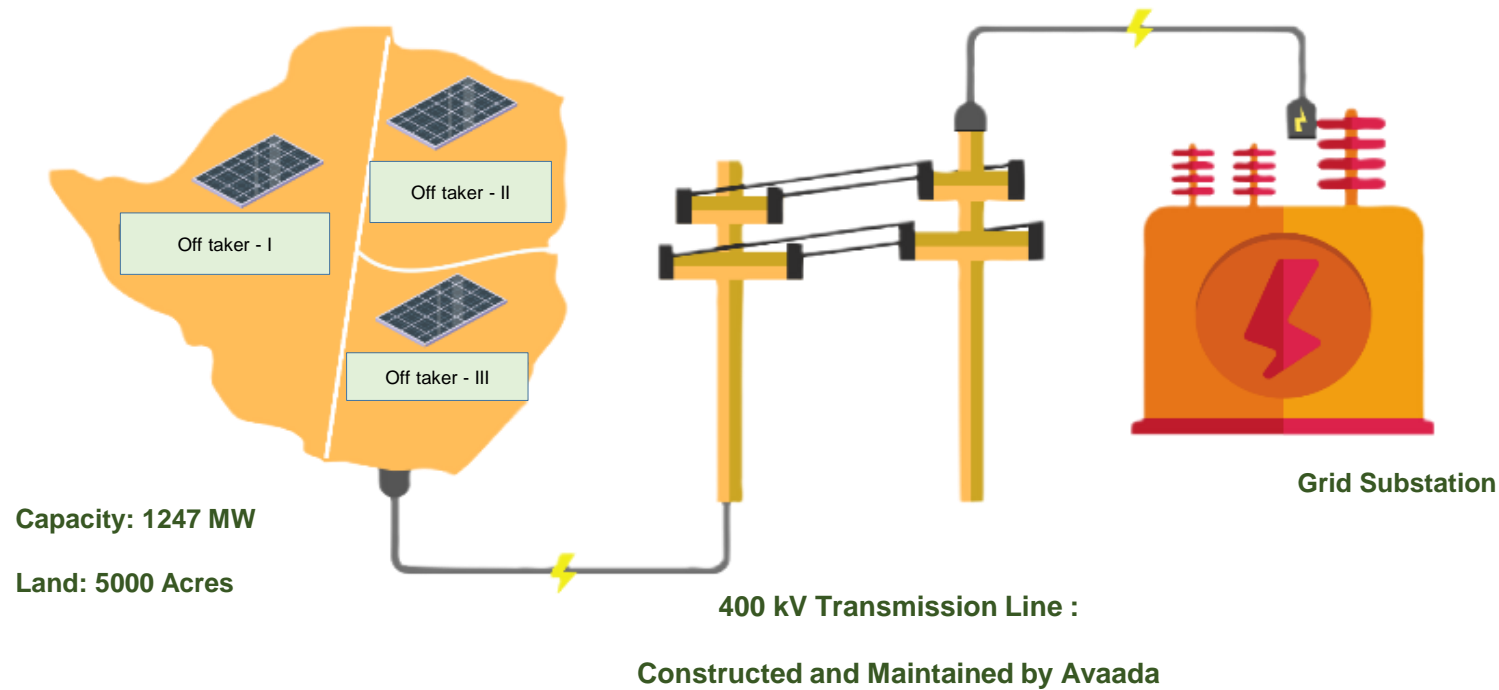 Off taker - I
Off taker - II
Off taker - III
Capacity: 1247 MW
Land: 5000 Acres
400 kV Transmission Line :
Constructed and Maintained by Avaada
Grid Substation